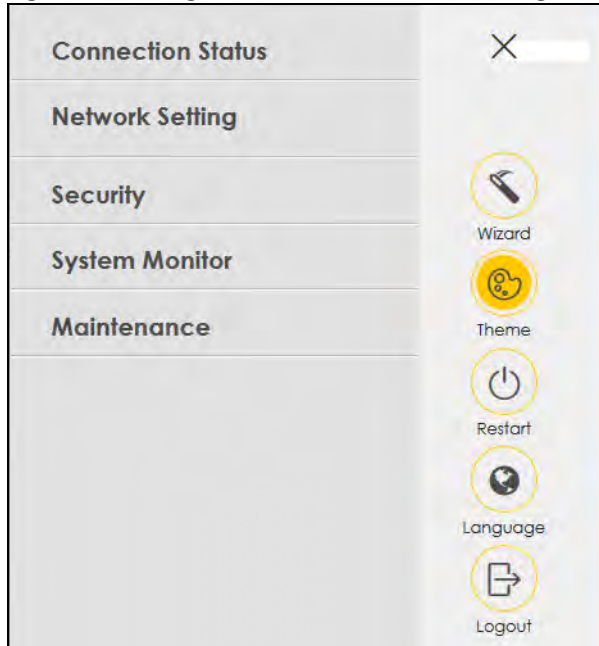 Connection Status
Network Setting
Security
System Monitor
Maintenance
Wizard
Theme
Restart
Language
Logout